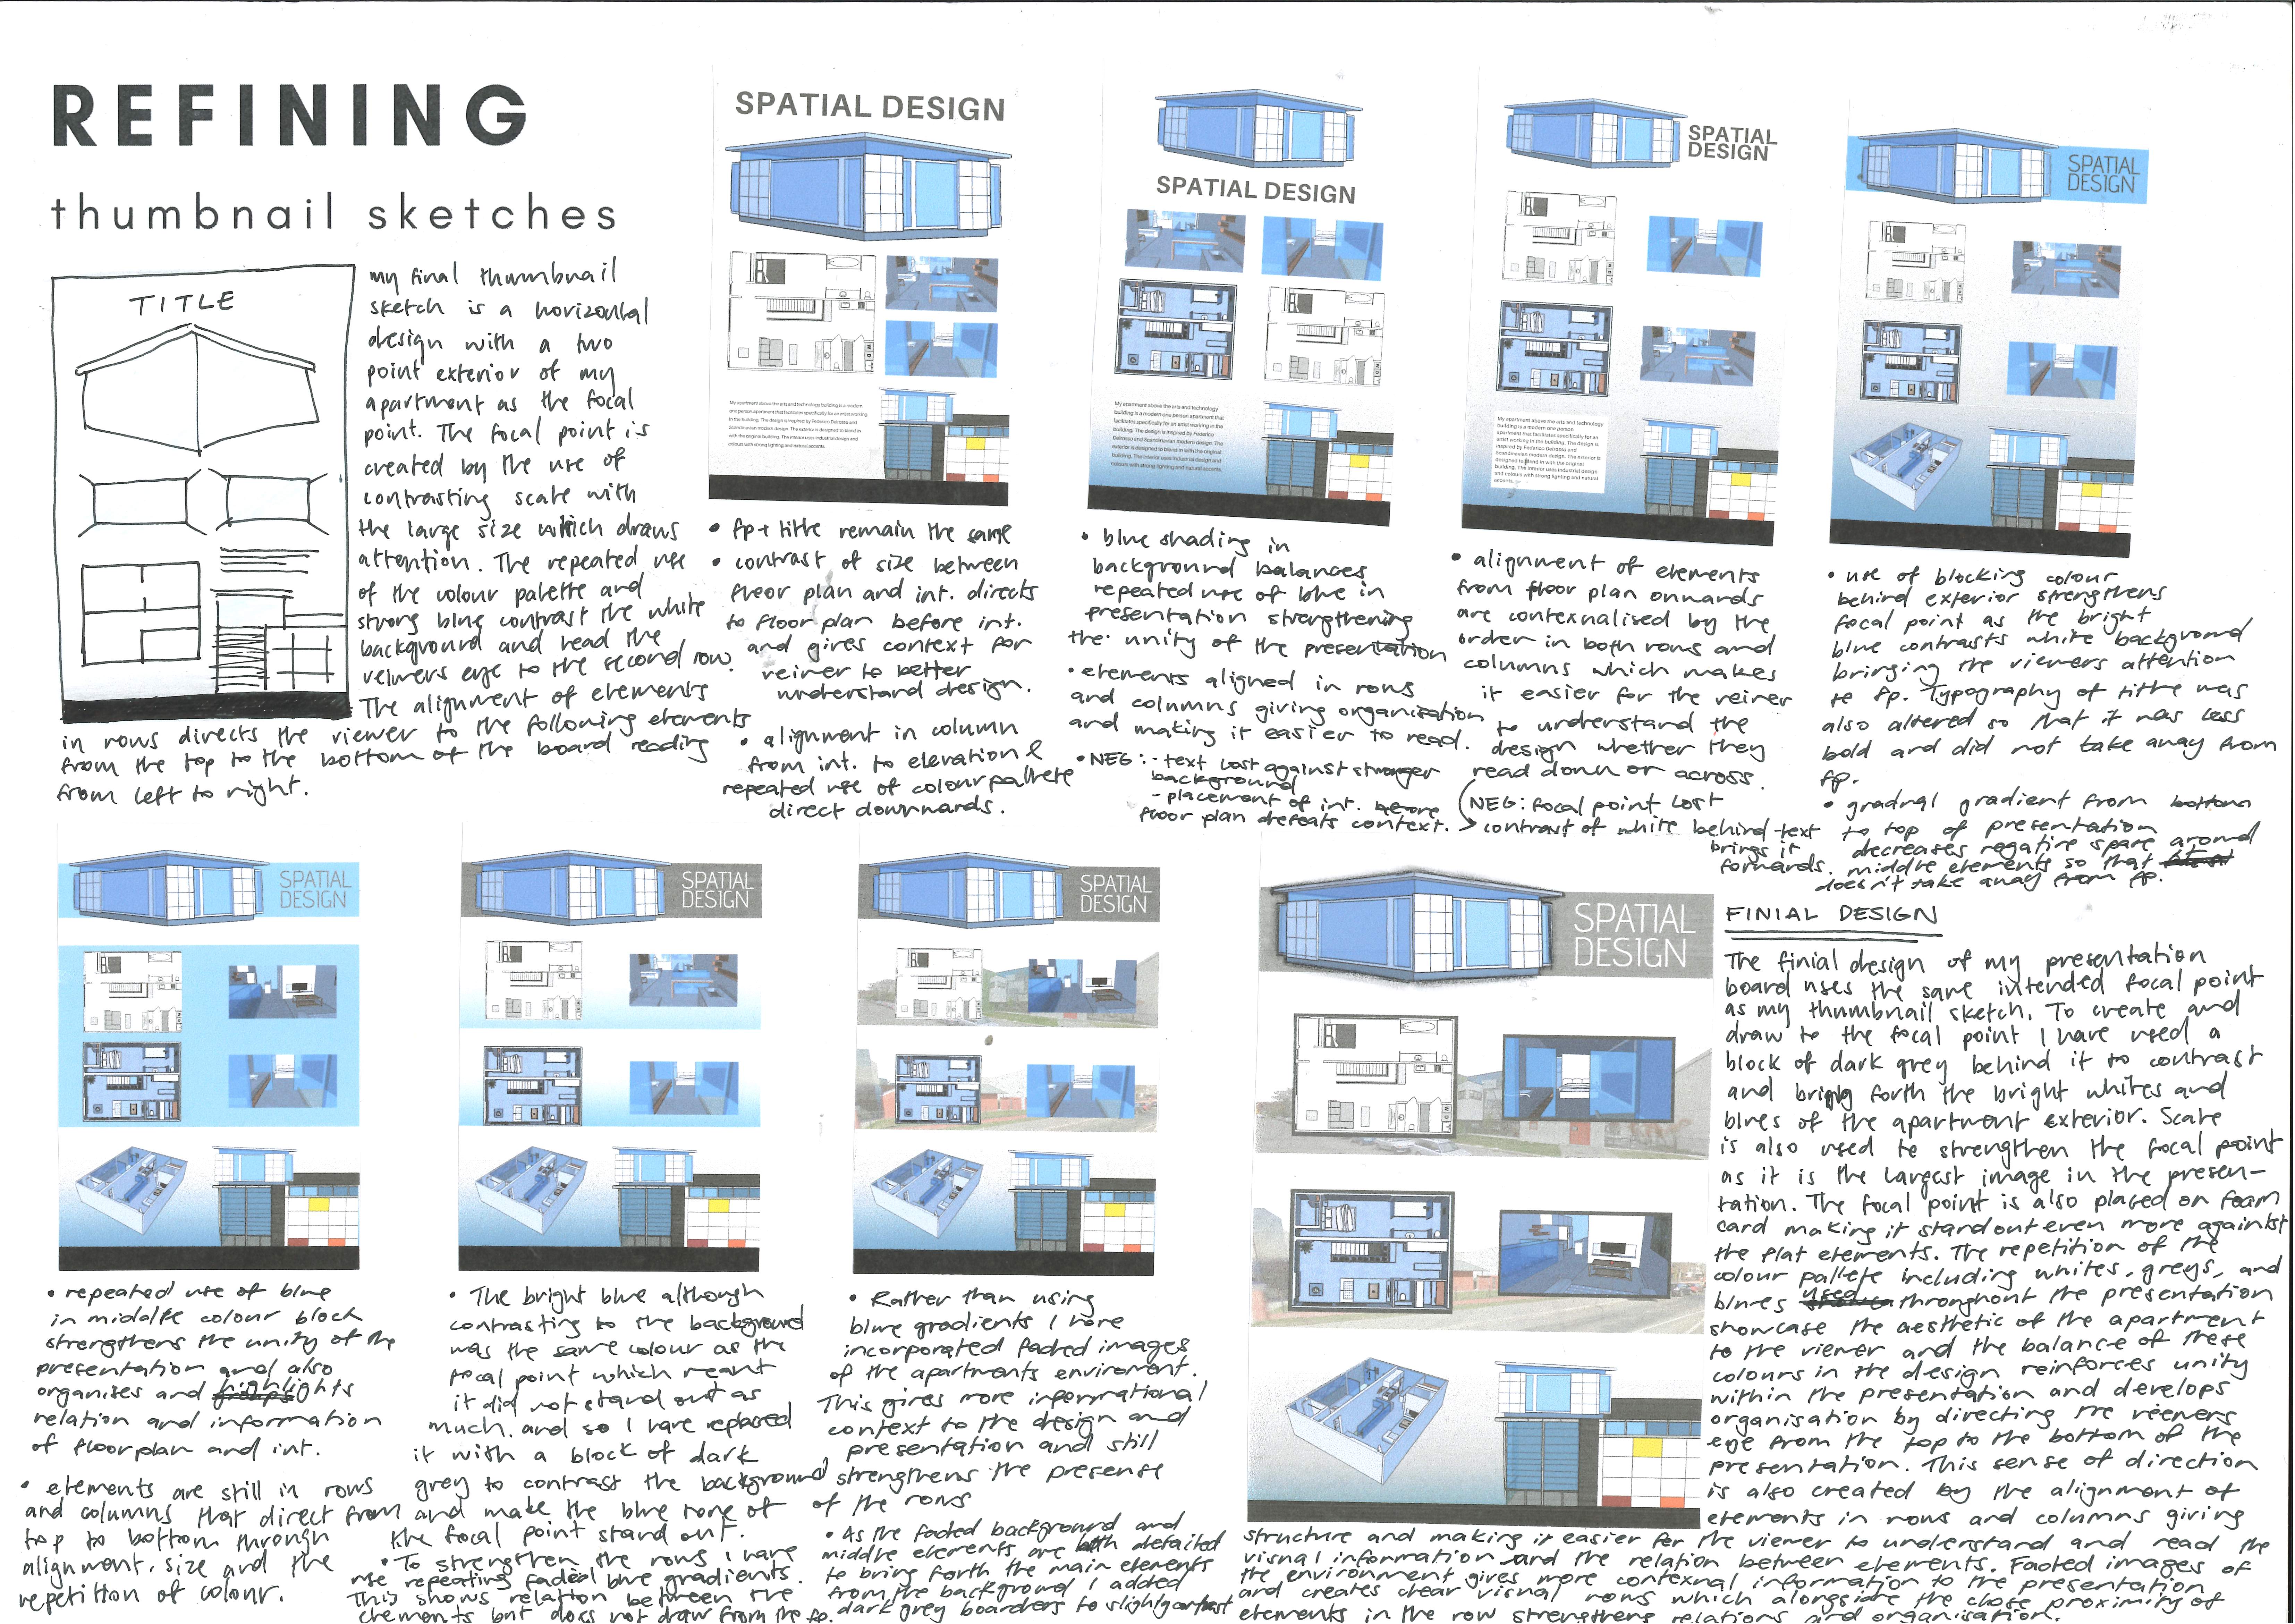 REFINING
thumbnail sketches
TITLE
my final thumbnail
sketch is a horizontal
design with a two
point exterior of my
apartment as the focal
point. The focal point is
created by the use of
contrasting scale with
the large size which draws
attention. The repeated use
of the colour palette and
strong blue contrast the white
background and lead the
veiwers eye to the second row.
The alignment of elements
in rows directs the viewer to the following elements
from the top to the bottom of the board reading
from left to right.
SPATIAL DESIGN
My apartment above the arts and technology building is a modern
one person apartment that facilitates specifically for an artist working
in the building. The design is inspired by Federico Delrosso and
Scandinavian modern design. The exterior is designed to blend in
with the original building. The interior uses industrial design and
colours with strong lighting and natural accents.
• fp + titlte remain the same
• contrast of size between
floor plan and int. directs
to floor plan before int.
and gives context for
veiwer to better
understand design.
• alignment in column
from int. to elevation &
repeated use of colour pallete
direct downwards.
SPATIAL DESIGN
My apartment above the arts and technology
building is a modern one person apartment that
facilitates specifically for an artist working in the
building. The design is inspired by Federico
Delrosso and Scandinavian modern design. The
exterior is designed to blend in with the original
building. The interior uses industrial design and
colours with strong lighting and natural accents.
• blue shading in
background balances
repeated use of blue in
presentation strengthening
the unity of the presentation
• elements aligned in rows
and columns giving organisation
and making it easier to read.
• NEG: - text lost against stronger
background
- placement of int. before
floor plan defeats context.
SPATIAL
DESIGN
My apartment above the arts and technology
building is a modern one person
apartment that facilitates specifically for an
artist working in the building. The design is
inspired by Federico Delrosso and
Scandinavian modern design. The exterior is
designed to blend in with the original
building. The interior uses industrial design
and colours with strong lighting and natural
accents.
• alignment of elements
from floor plan onwards
are contexnalised by the
order in both rows and
columns which makes
it easier for the veiwer
to understand the
design whether they
read down or across.
NEG: focal point lost
> contrast of white behind text
brings it
forwards.
SPATIAL
DESIGN
• use of blocking colour
behind exterior strengthens
focal point as the bright
blue contrasts white background
bringing the viewers attention
to fp. Typography of titlte was
also altered so that it was less
bold and did not take away from
fp.
• gradual gradient from bottom
to top of presentation
decreases negative space around
middle elements so that
doesn't take away from fp.
SPATIAL
DESIGN
• repeated use of blue
in middle colour block
strengthens the unity of the
presentation and also
organises and highlights
relation and information
of floorplan and int.
• elements are still in rows
and columns that direct from
top to bottom through
alignment, size and the
repetition of colour.
SPATIAL
DESIGN
• The bright blue although
contrasting to the background
was the same colour as the
focal point which meant
it did not stand out as
much, and so I have replaced
it with a block of dark
grey to contrast the background
and make the blue tone of
the focal point stand out.
• To strengthen the rows I have
use repeating faded blue gradients.
This shows relation between the
elements but does not draw from the fp.
SPATIAL
DESIGN
• Rather than using
blue gradients I have
incorporated faded images
of the apartments enviroment.
This gives more informational
context to the design and
presentation and still
strengthens the presense
of the rows
• As the faded background and
middle elements are both detailed
to bring forth the main elements
from the background I added
dark grey boarders to slightly contrast
SPATIAL
DESIGN
FINIAL DESIGN
The finial design of my presentation
board uses the same intended focal point
as my thumbnail sketch. To create and
draw to the focal point I have used a
block of dark grey behind it to contrast
and bring forth the bright whites and
blues of the apartment exterior. Scale
is also used to strengthen the focal point
as it is the largest image in the presen-
tation. The focal point is also placed on foam
card making it stand out even more against
the flat elements. The repetition of the
colour pallete including whites, greys, and
blues used throughout the presentation
showcase the aesthetic of the apartment
to the viewer and the balance of these
colours in the design reinforces unity
within the presentation and develops
organisation by directing the veiwers
eye from the top to the bottom of the
presentation. This sense of direction
is also created by the alignment of
elements in rows and columns giving
structure and making it easier for the viewer to understand and read the
visual information and the relation between elements. Faded images of
the environment gives more contexnal information to the presentation
and creates clear visual rows which alongside the close proximity of
elements in the row strengthens relations and organisation.